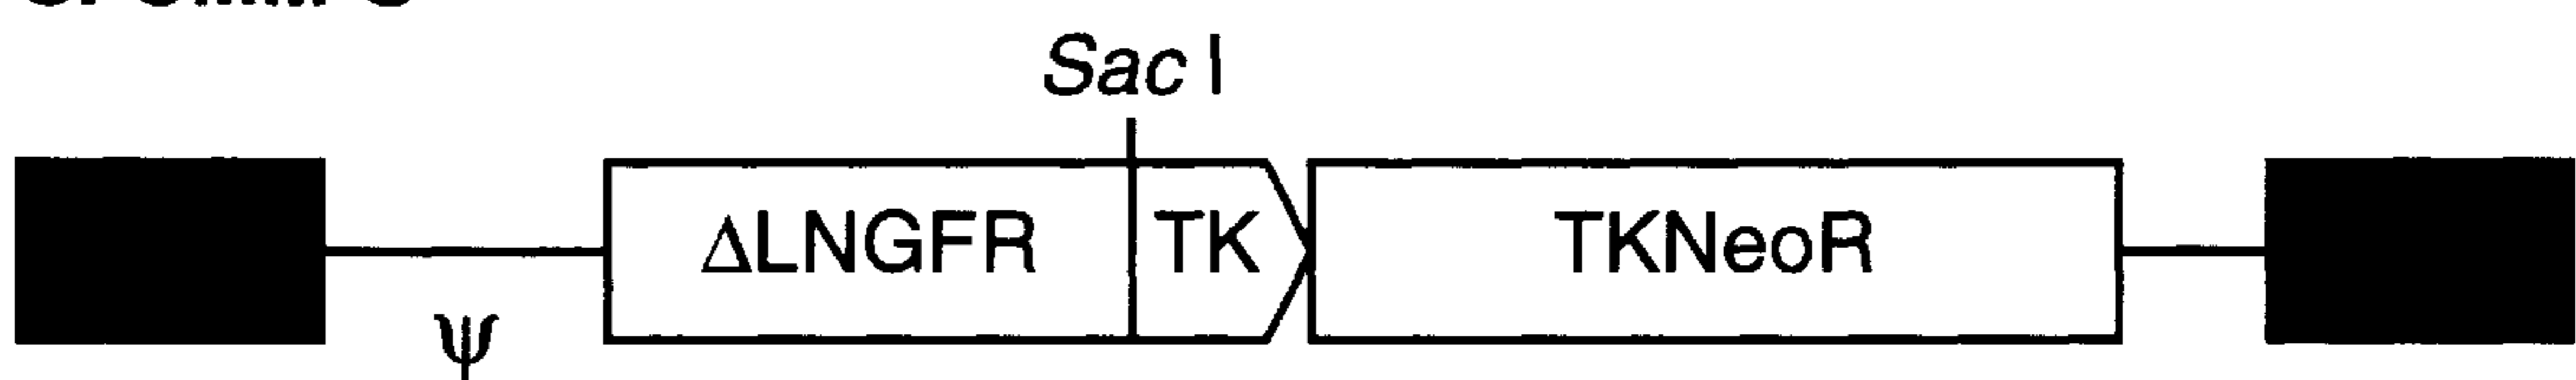 Sac I
ΔLNGFR TK TKNeoR
ψ